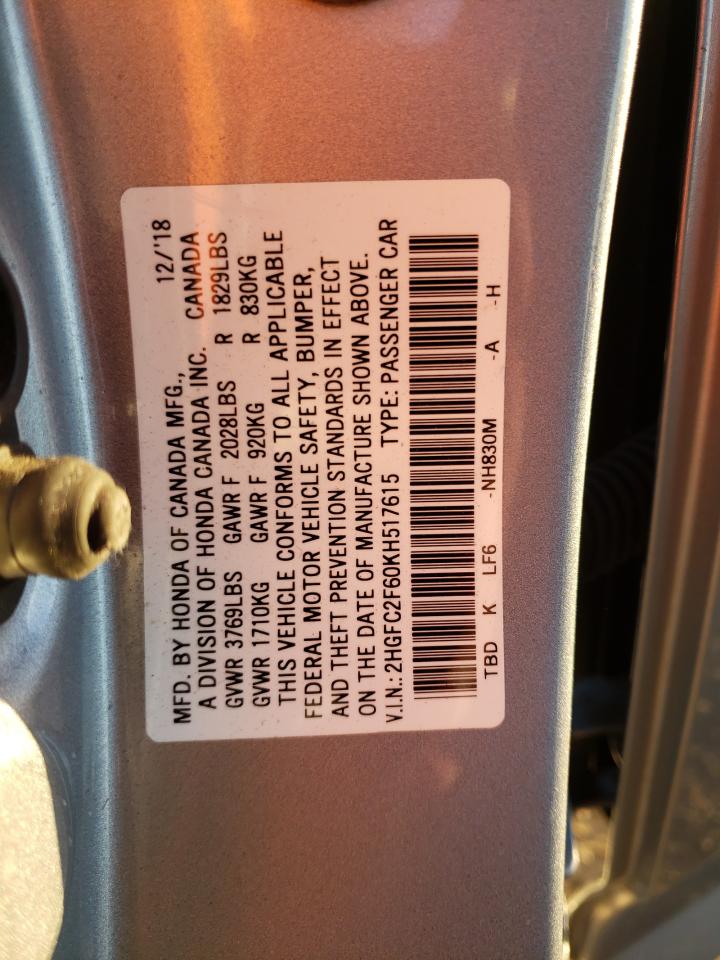 MFD. BY HONDA OF CANADA MFG., 12/'18
A DIVISION OF HONDA CANADA INC. CANADA
GVWR 3769LBS GAWR F 2028LBS R 1829LBS
GVWR 1710KG GAWR F 920KG R 830KG
THIS VEHICLE CONFORMS TO ALL APPLICABLE
FEDERAL MOTOR VEHICLE SAFETY, BUMPER,
AND THEFT PREVENTION STANDARDS IN EFFECT
ON THE DATE OF MANUFACTURE SHOWN ABOVE.
V.I.N.: 2HGFC2F60KH517615 TYPE: PASSENGER CAR
TBD K LF6 -NH830M -A -H